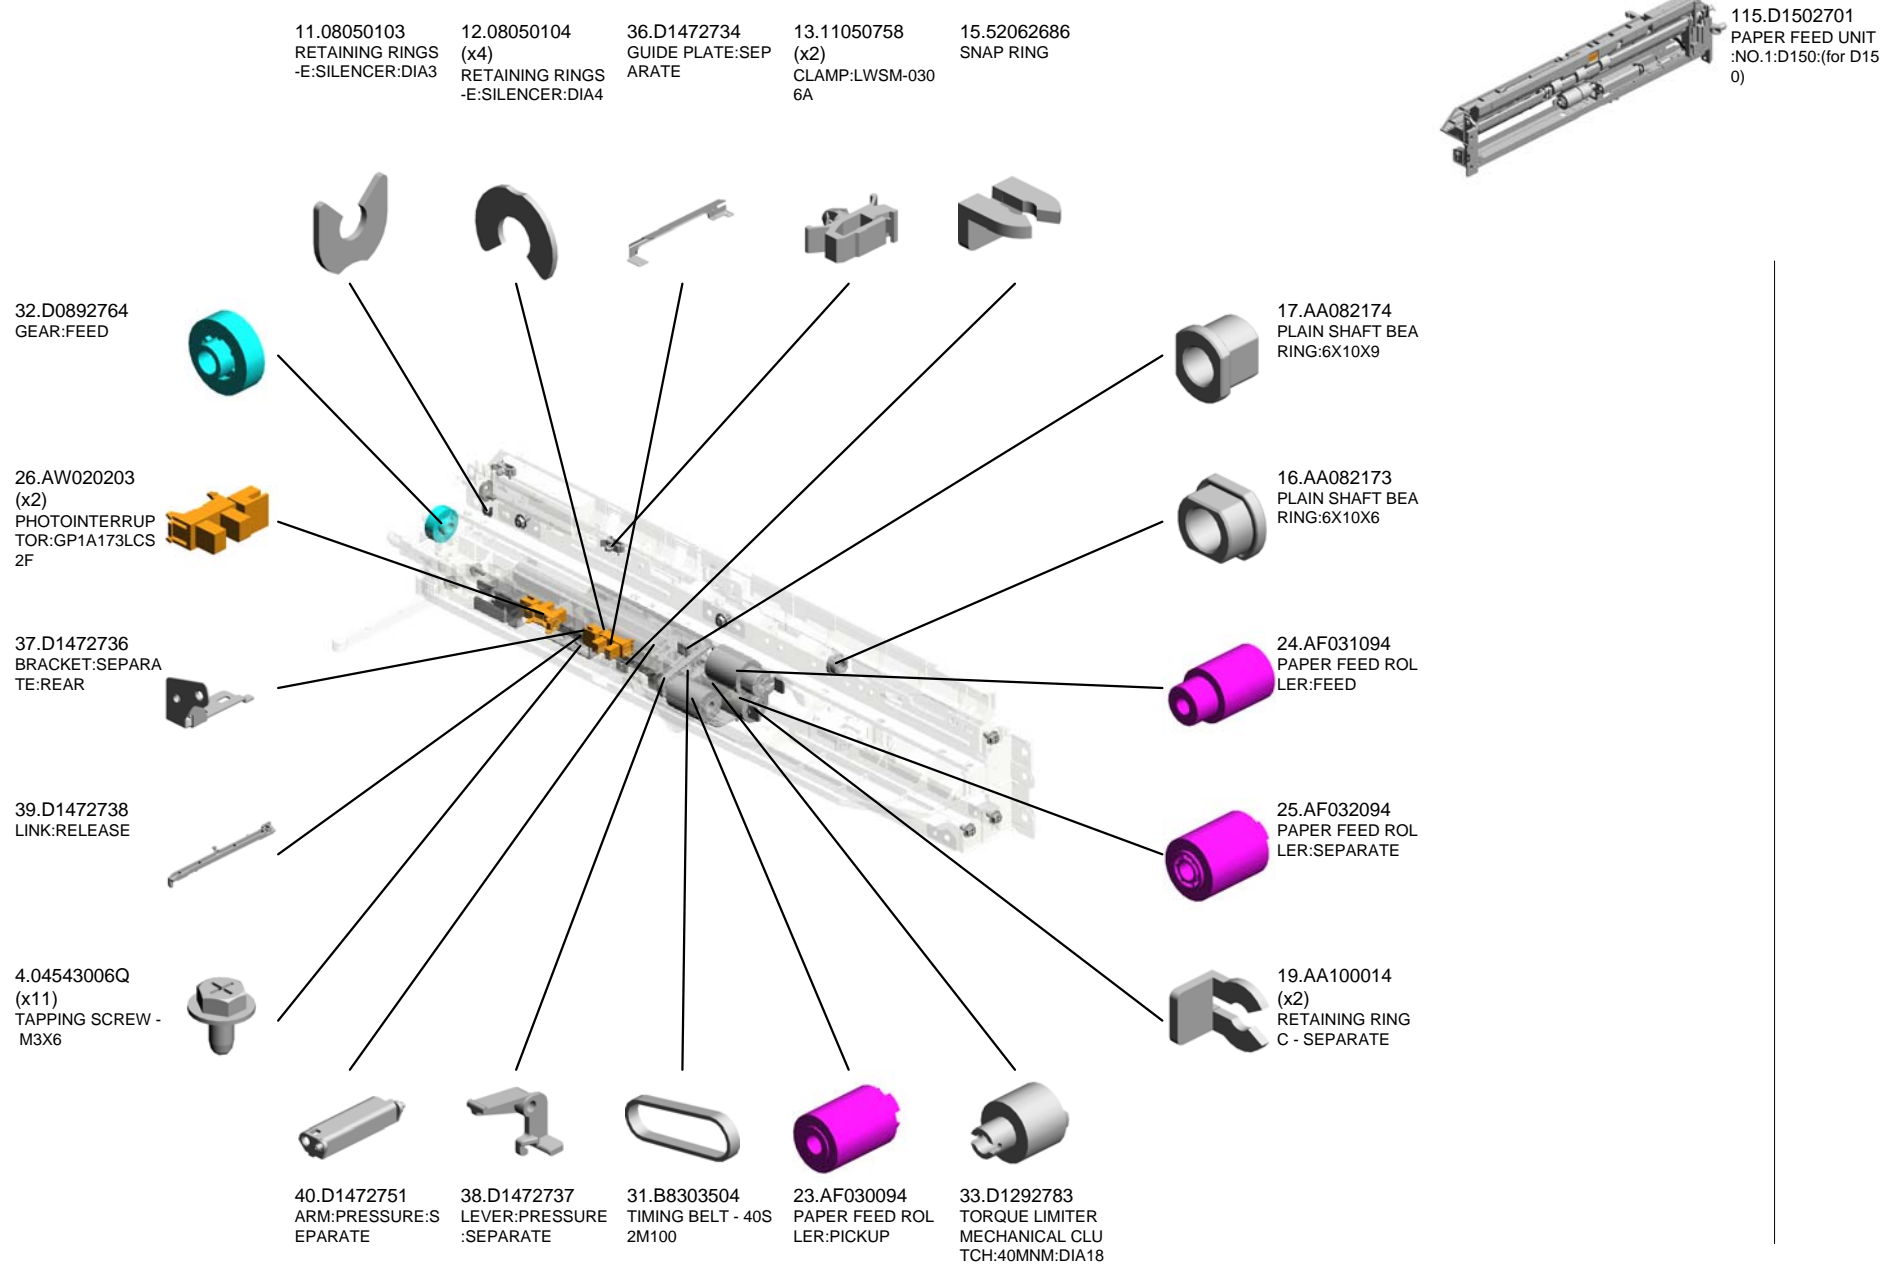 11.08050103
RETAINING RINGS
-E:SILENCER:DIA3
12.08050104
(x4)
RETAINING RINGS
-E:SILENCER:DIA4
36.D1472734
GUIDE PLATE:SEP
ARATE
13.11050758
(x2)
CLAMP:LWSM-030
6A
15.52062686
SNAP RING
115.D1502701
PAPER FEED UNIT
:NO.1:D150:(for D15
0)
32.D0892764
GEAR:FEED
17.AA082174
PLAIN SHAFT BEA
RING:6X10X9
26.AW020203
(x2)
PHOTOINTERRUP
TOR:GP1A173LCS
2F
16.AA082173
PLAIN SHAFT BEA
RING:6X10X6
37.D1472736
BRACKET:SEPARA
TE:REAR
24.AF031094
PAPER FEED ROL
LER:FEED
39.D1472738
LINK:RELEASE
25.AF032094
PAPER FEED ROL
LER:SEPARATE
4.04543006Q
(x11)
TAPPING SCREW -
M3X6
19.AA100014
(x2)
RETAINING RING
C - SEPARATE
40.D1472751
ARM:PRESSURE:S
EPARATE
38.D1472737
LEVER:PRESSURE
:SEPARATE
31.B8303504
TIMING BELT - 40S
2M100
23.AF030094
PAPER FEED ROL
LER:PICKUP
33.D1292783
TORQUE LIMITER
MECHANICAL CLU
TCH:40MNM:DIA18